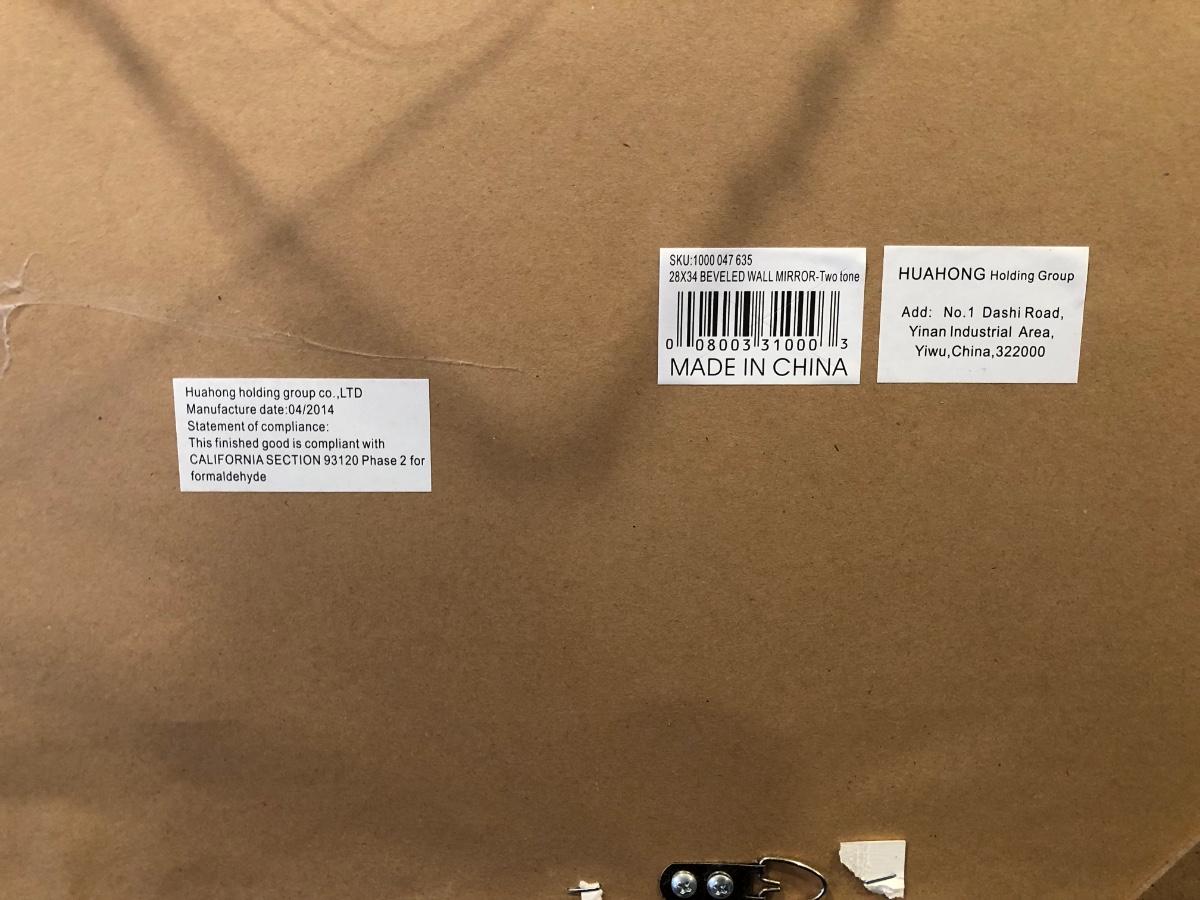 SKU:1000 047 635
28X34 BEVELED WALL MIRROR-Two tone
0 08003 31000 3
MADE IN CHINA
HUAHONG Holding Group
Add: No.1 Dashi Road,
Yinan Industrial Area,
Yiwu,China,322000
Huahong holding group co.,LTD
Manufacture date:04/2014
Statement of compliance:
This finished good is compliant with
CALIFORNIA SECTION 93120 Phase 2 for
formaldehyde